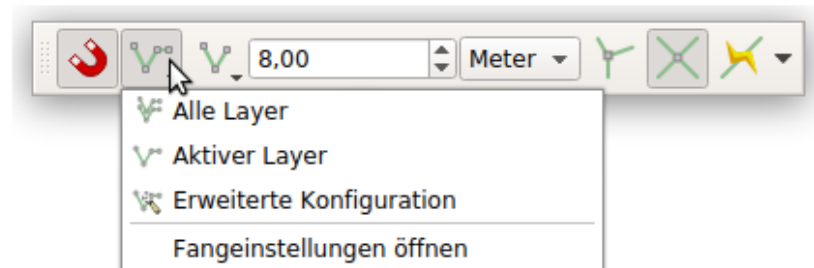 8,00 Meter
Alle Layer
Aktiver Layer
Erweiterte Konfiguration
Fangeinstellungen öffnen